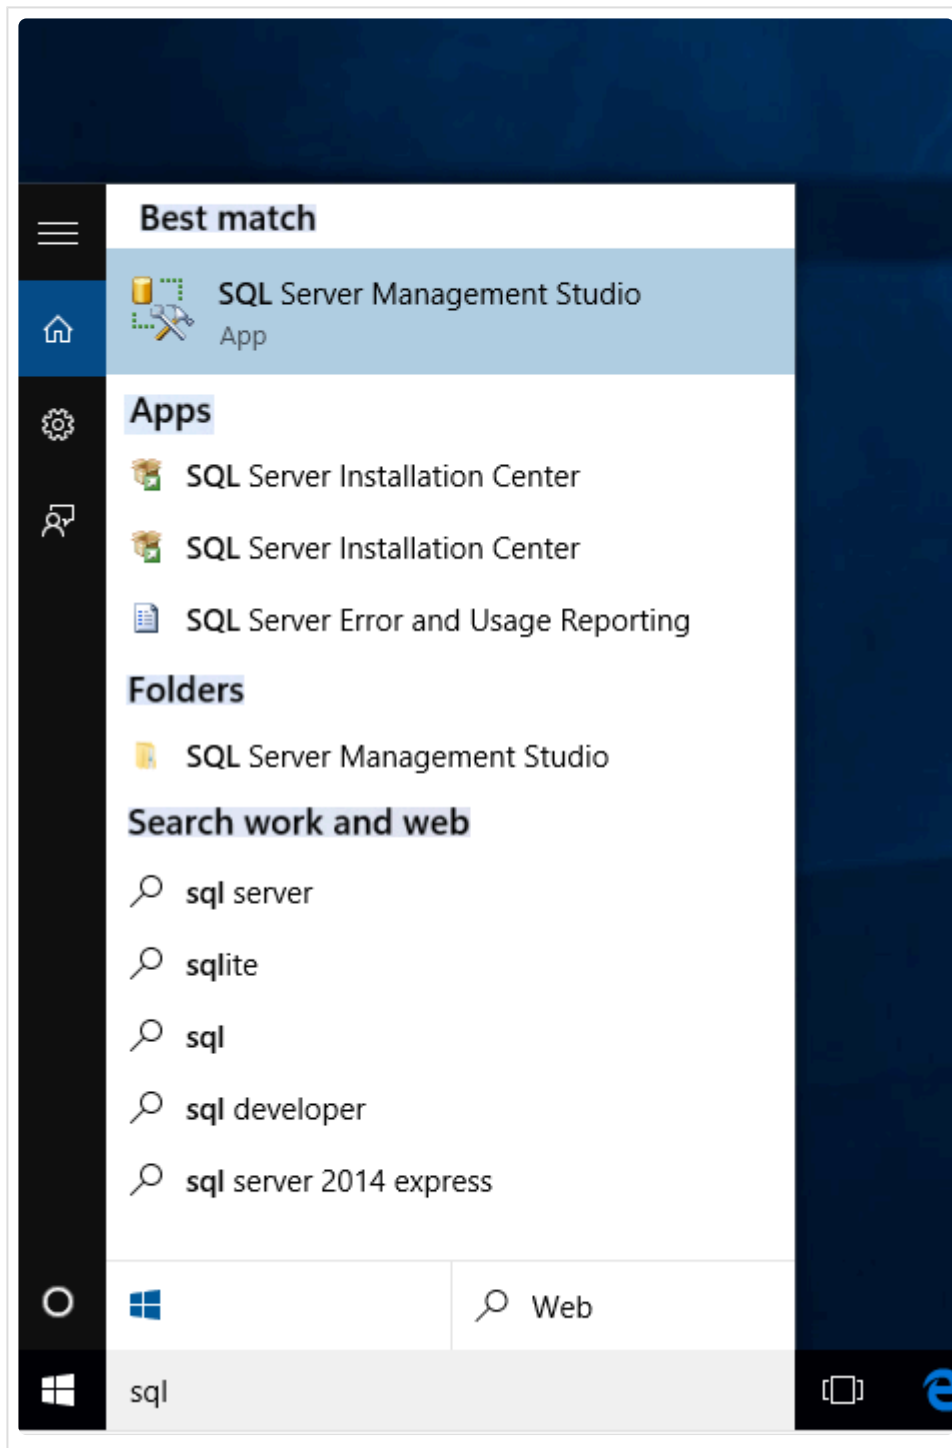 Best match
SQL Server Management Studio
App
Apps
SQL Server Installation Center
SQL Server Installation Center
SQL Server Error and Usage Reporting
Folders
SQL Server Management Studio
Search work and web
sql server
sqlite
sql
sql developer
sql server 2014 express
Web
sql